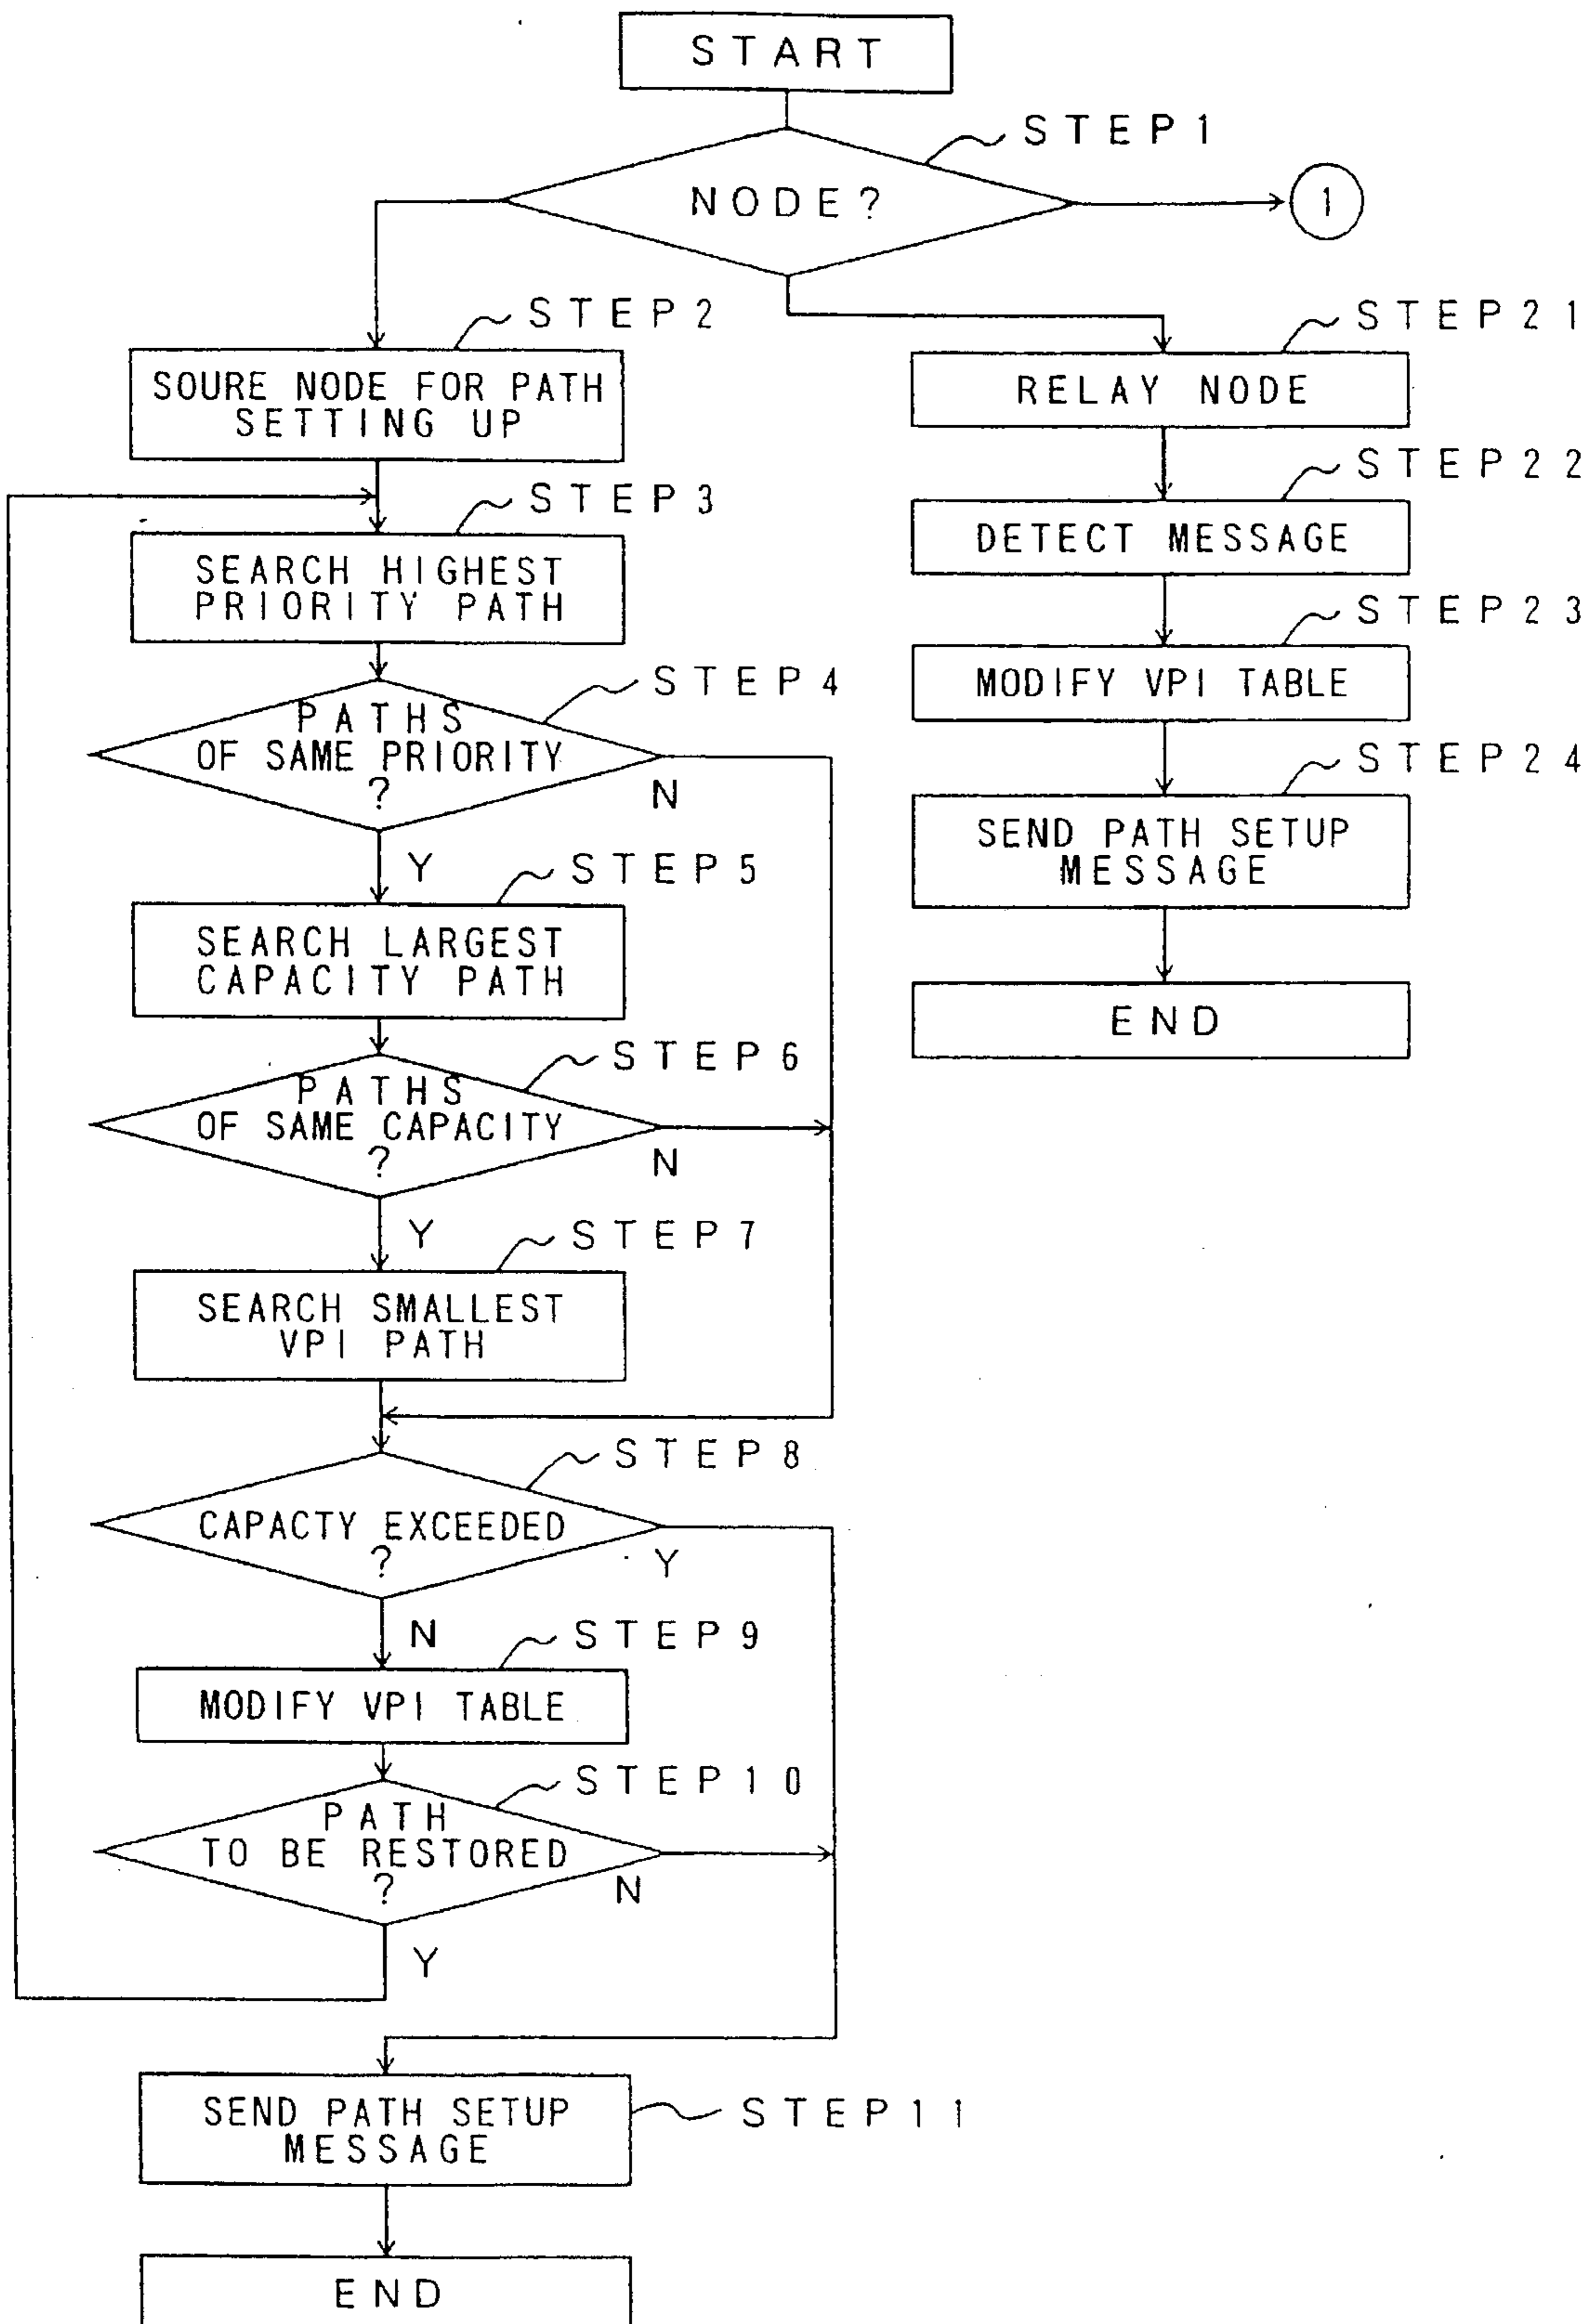 START
STEP1
NODE?
1
STEP2
SOURE NODE FOR PATH
SETTING UP
STEP3
SEARCH HIGHEST
PRIORITY PATH
STEP4
PATHS
OF SAME PRIORITY
?
N
Y
STEP5
SEARCH LARGEST
CAPACITY PATH
STEP6
PATHS
OF SAME CAPACITY
?
N
Y
STEP7
SEARCH SMALLEST
VPI PATH
STEP8
CAPACTY EXCEEDED
?
Y
N
STEP9
MODIFY VPI TABLE
STEP10
PATH
TO BE RESTORED
?
N
Y
SEND PATH SETUP
MESSAGE
STEP11
END
STEP21
RELAY NODE
STEP22
DETECT MESSAGE
STEP23
MODIFY VPI TABLE
STEP24
SEND PATH SETUP
MESSAGE
END